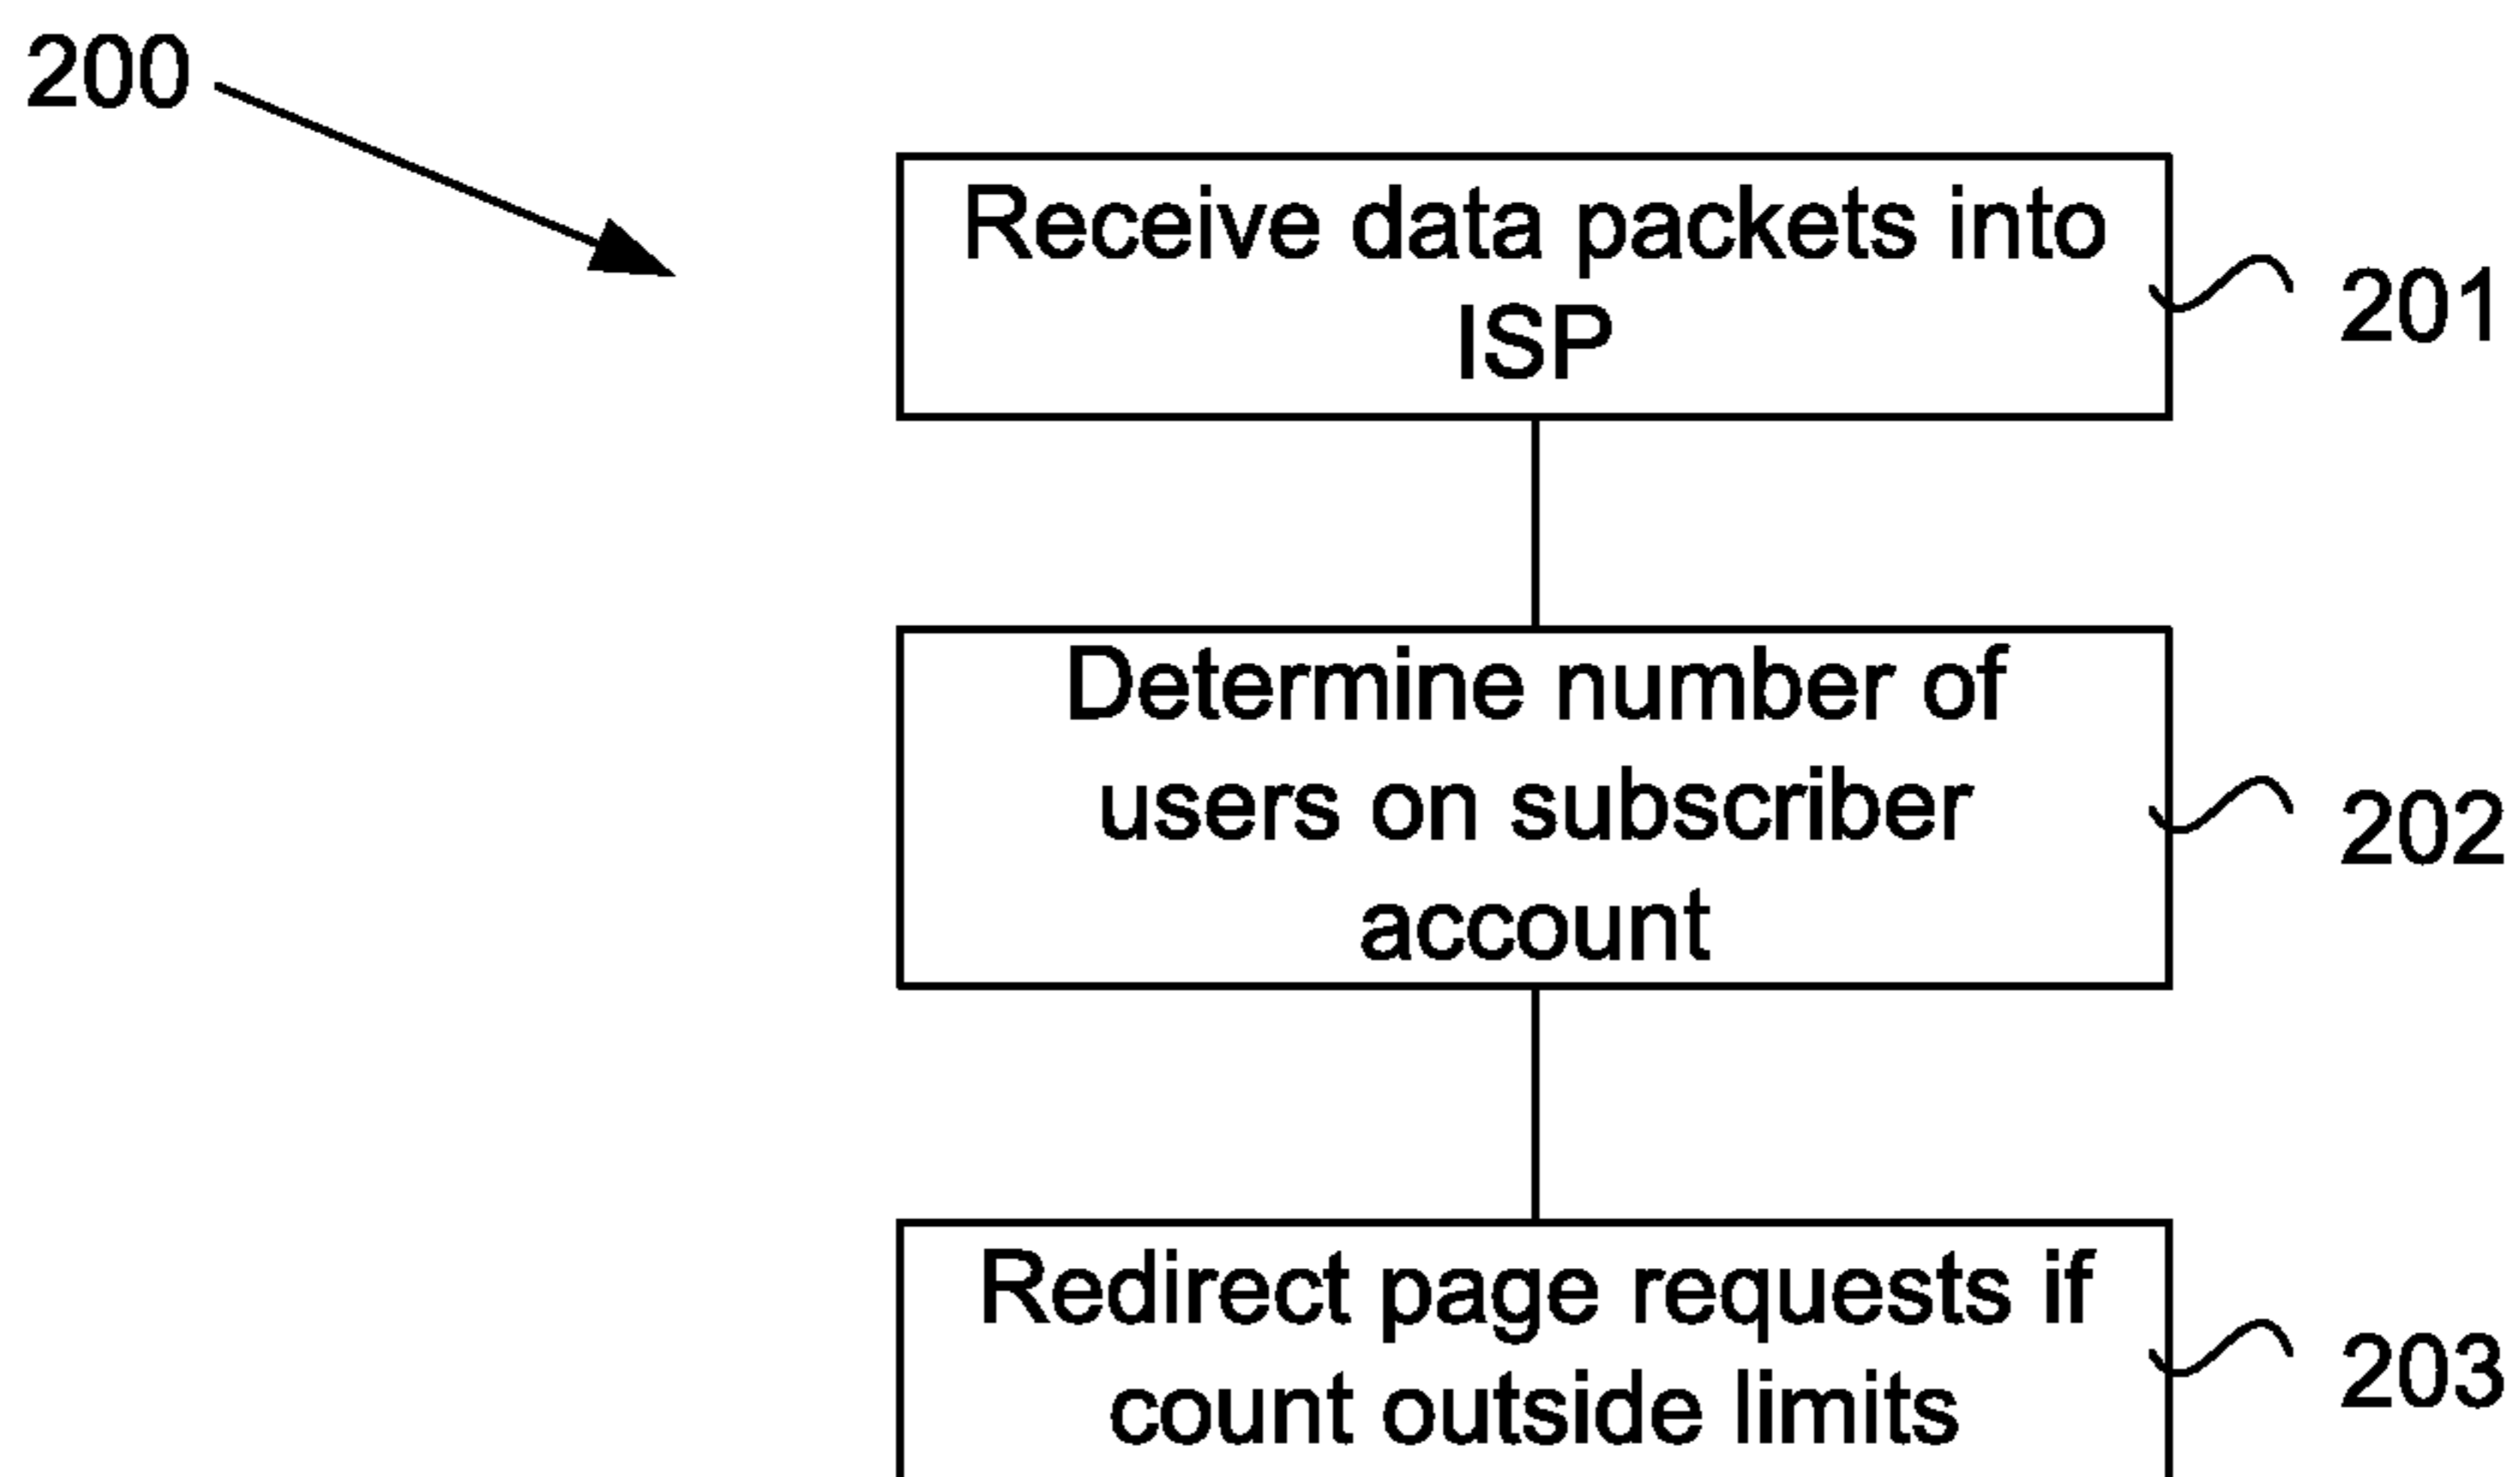 200
Receive data packets into
ISP
201
Determine number of
users on subscriber
account
202
Redirect page requests if
count outside limits
203